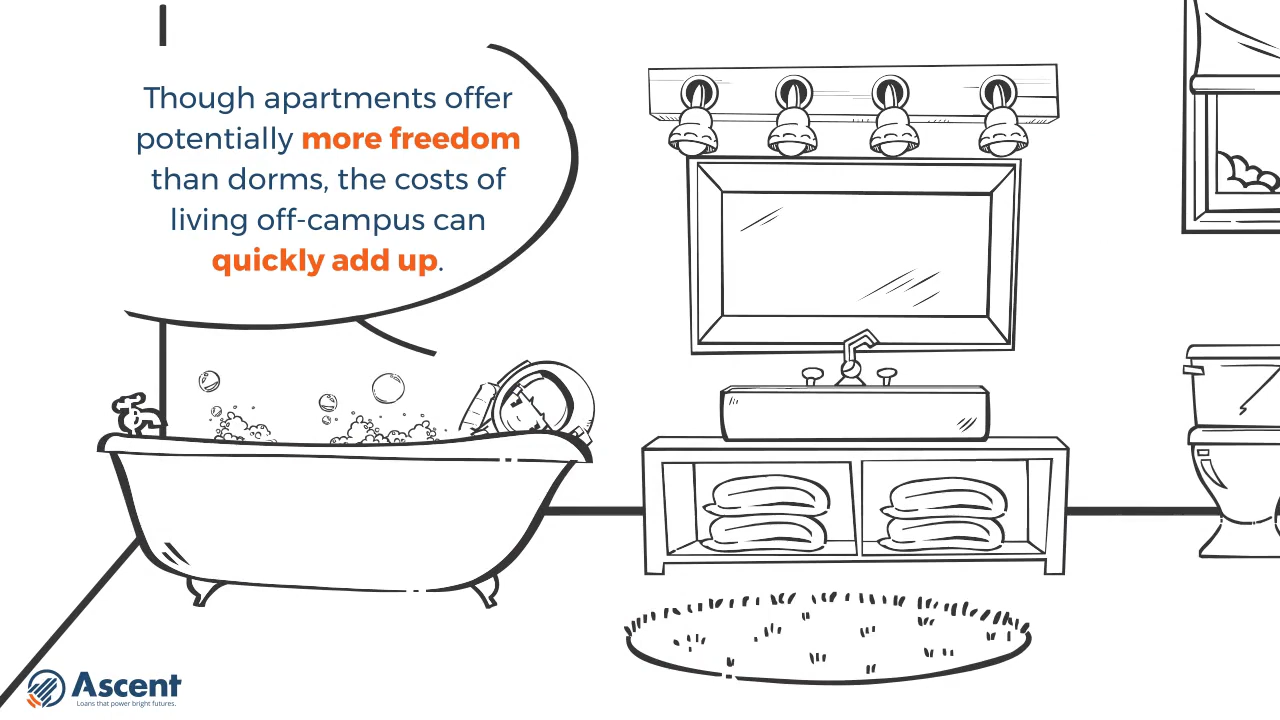 Though apartments offer
potentially more freedom
than dorms, the costs of
living off-campus can
quickly add up.
Ascent
Loans that power bright futures.